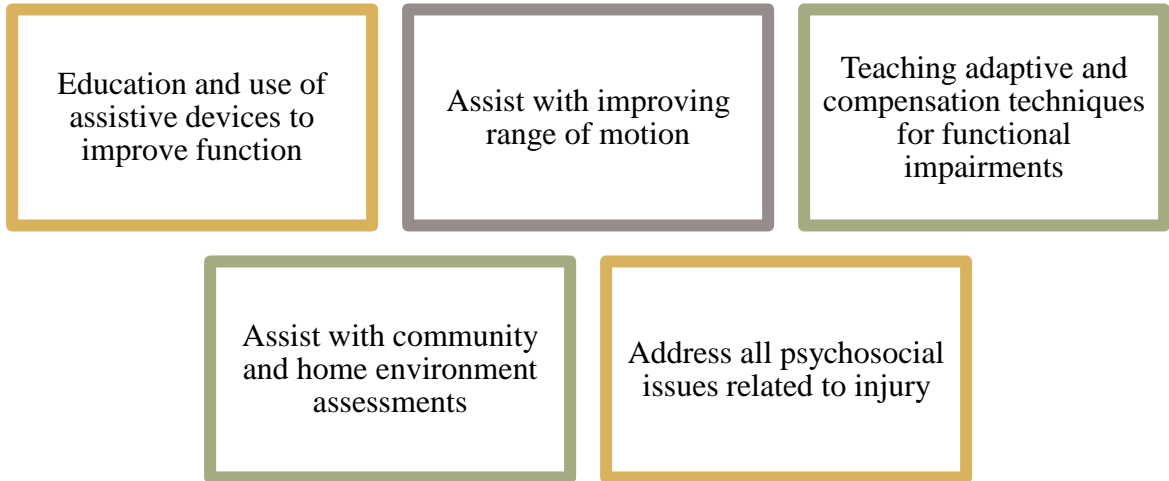 Education and use of
assistive devices to
improve function
Assist with improving
range of motion
Teaching adaptive and
compensation techniques
for functional
impairments
Assist with community
and home environment
assessments
Address all psychosocial
issues related to injury